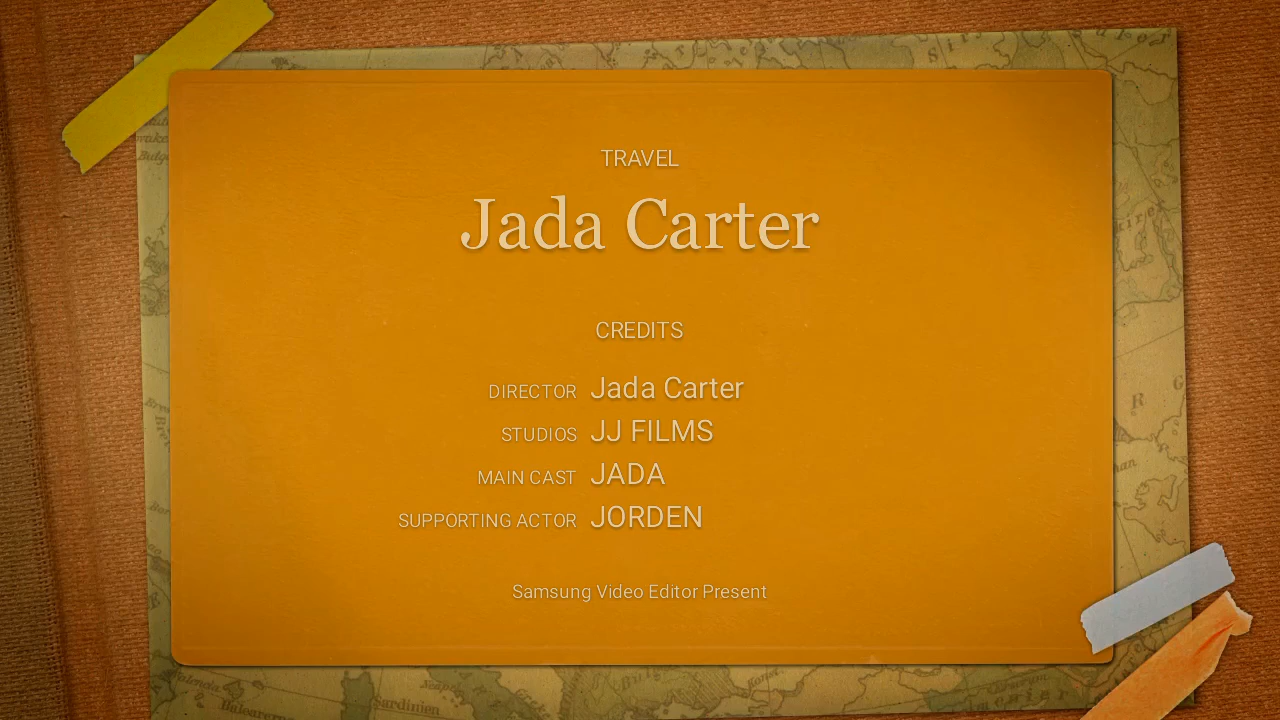 TRAVEL
Jada Carter
CREDITS
DIRECTOR Jada Carter
STUDIOS JJ FILMS
MAIN CAST JADA
SUPPORTING ACTOR JORDEN
Samsung Video Editor Present
Sardinien